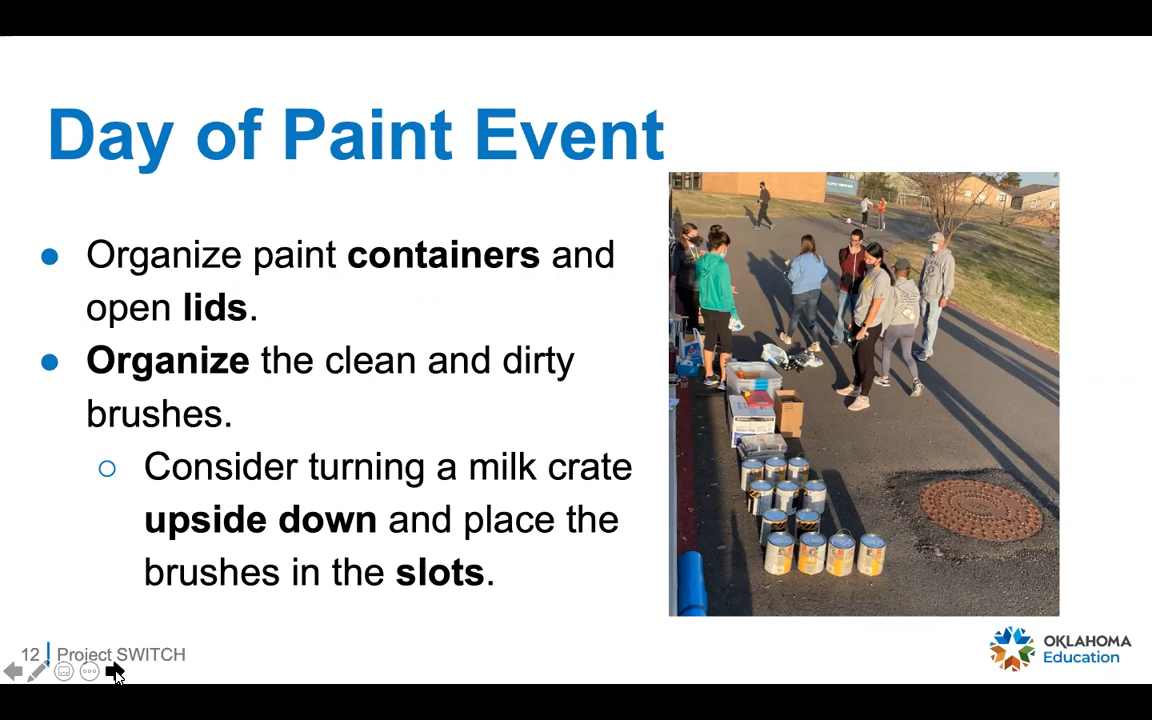 Day of Paint Event
Organize paint containers and
open lids.
Organize the clean and dirty
brushes.
Consider turning a milk crate
upside down and place the
brushes in the slots.
12 Project SWITCH
OKLAHOMA
Education